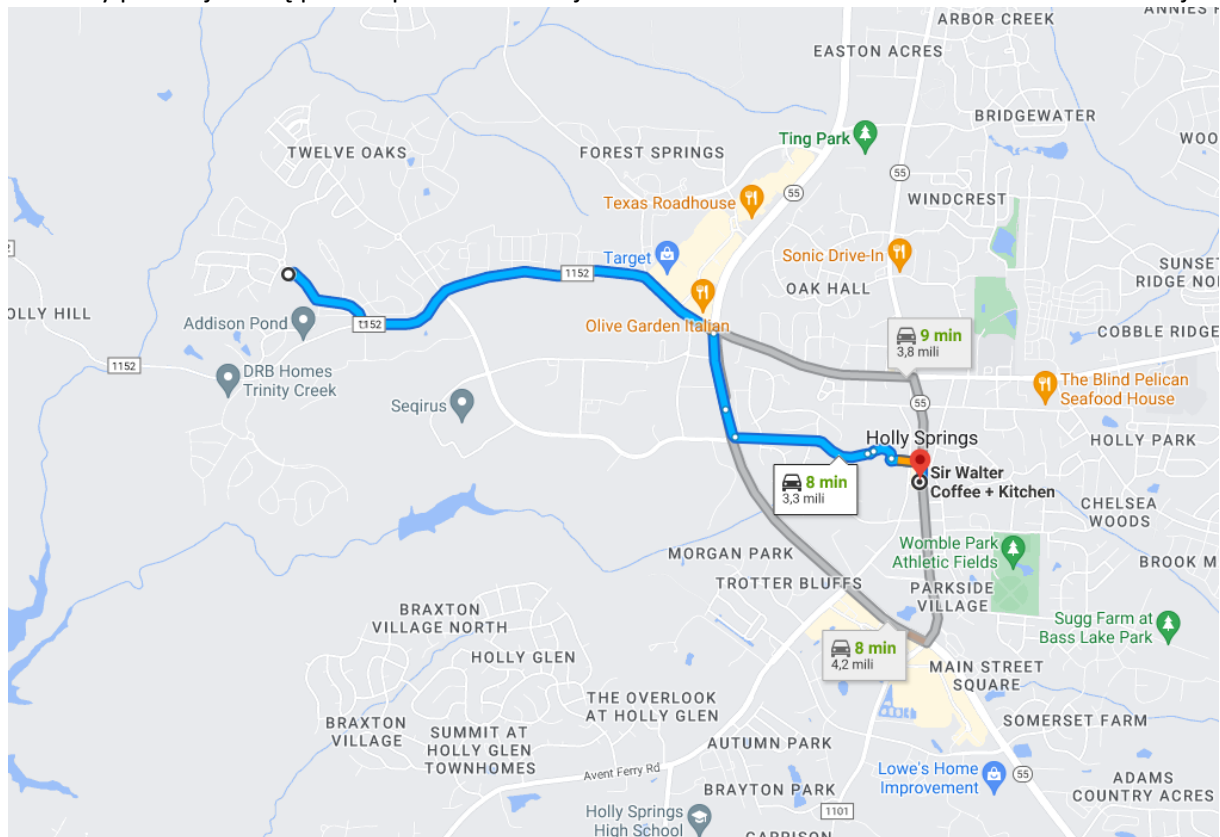 ARBOR CREEK
EASTON ACRES
BRIDGEWATER
Ting Park
TWELVE OAKS
FOREST SPRINGS
55
55
WINDCREST
Texas Roadhouse
Target
Sonic Drive-In
SUNSET
RIDGE
OAK HALL
1152
OLLY HILL
Addison Pond
1152
Olive Garden Italian
9 min
3,8 mili
COBBLE RIDGE
1152
DRB Homes
Trinity Creek
Seqirus
The Blind Pelican
Seafood House
55
Holly Springs
HOLLY PARK
8 min
3,3 mili
Sir Walter
Coffee + Kitchen
CHELSEA
WOODS
MORGAN PARK
Womble Park
Athletic Fields
BROOK M
TROTTER BLUFFS
PARKSIDE
VILLAGE
BRAXTON
VILLAGE NORTH
Sugg Farm at
Bass Lake Park
8 min
4,2 mili
HOLLY GLEN
MAIN STREET
SQUARE
THE OVERLOOK
AT HOLLY GLEN
BRAXTON
VILLAGE
SUMMIT AT
HOLLY GLEN
TOWNHOMES
SOMERSET FARM
AUTUMN PARK
Avent Ferry Rd
Lowe's Home
Improvement
55
ADAMS
COUNTRY ACRES
BRAYTON PARK
1101
Holly Springs
High School